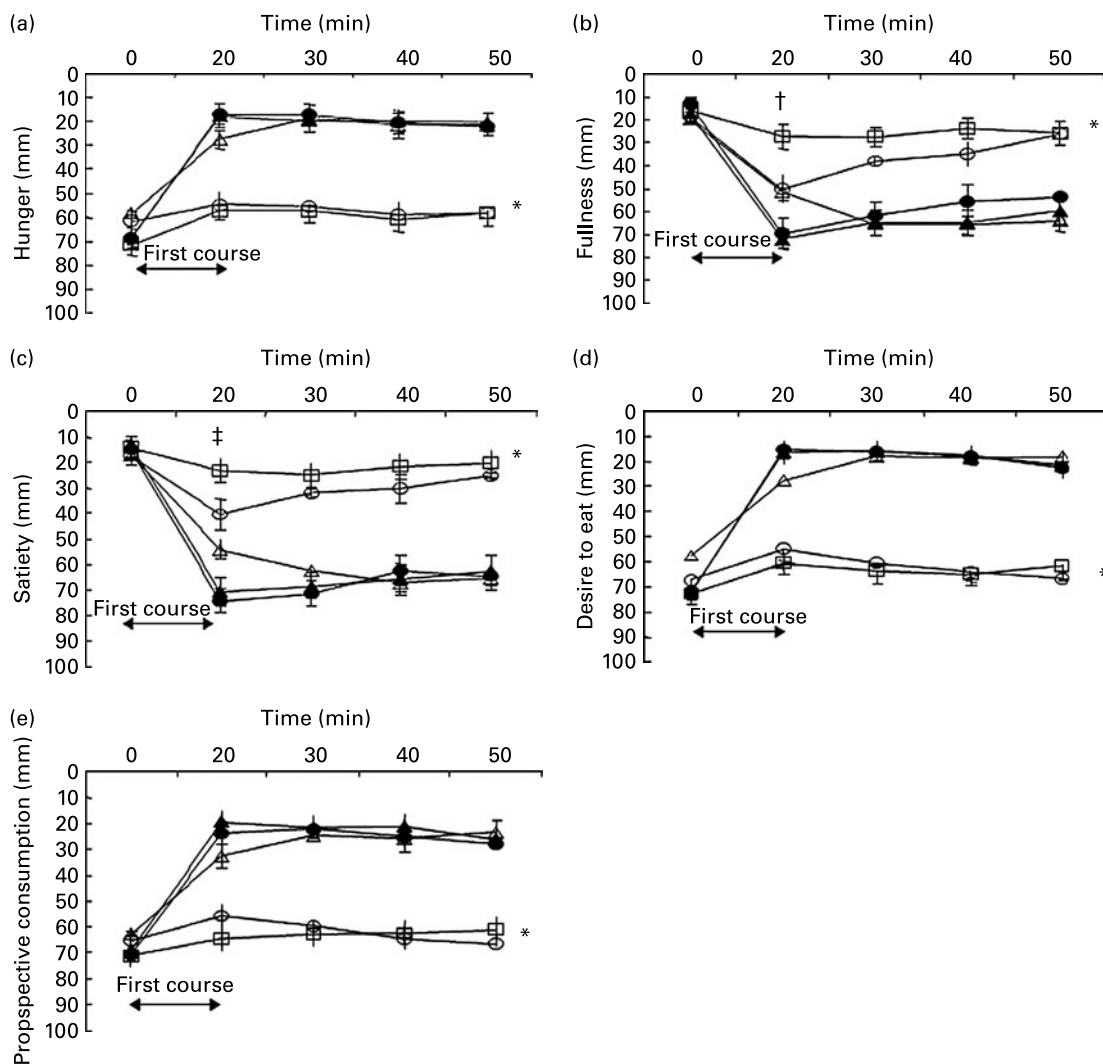 (a)
Time (min)
0 20 30 40 50
0
10
20
30
40
50
60
70
80
90
100
Hunger (mm)
First course
*
(b)
Time (min)
0 20 30 40 50
0
10
20
30
40
50
60
70
80
90
100
Fullness (mm)
†
First course
*
(c)
Time (min)
0 20 30 40 50
0
10
20
30
40
50
60
70
80
90
100
Satiety (mm)
‡
First course
*
(d)
Time (min)
0 20 30 40 50
0
10
20
30
40
50
60
70
80
90
100
Desire to eat (mm)
First course
*
(e)
Time (min)
0 20 30 40 50
0
10
20
30
40
50
60
70
80
90
100
Propspective consumption (mm)
First course
*